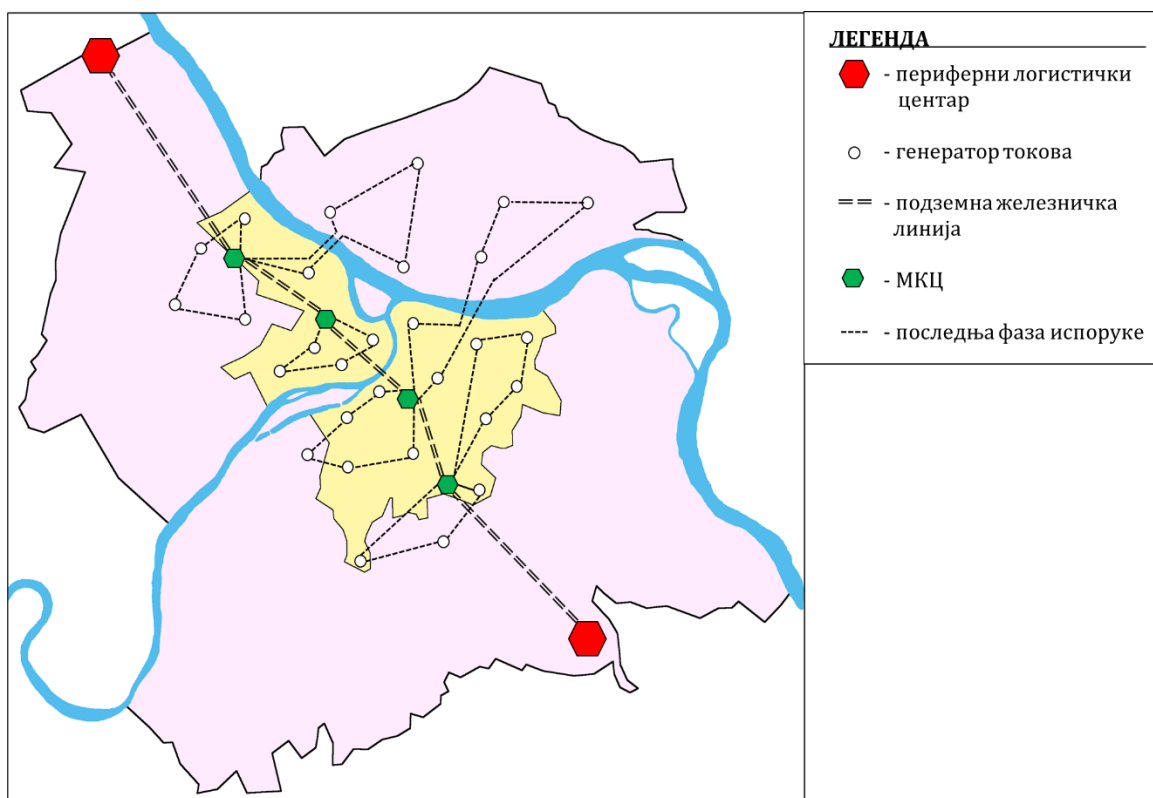 ЛЕГЕНДА
- периферни логистички
центар
- генератор токова
- подземна железничка
линија
- МКЦ
- последња фаза испоруке